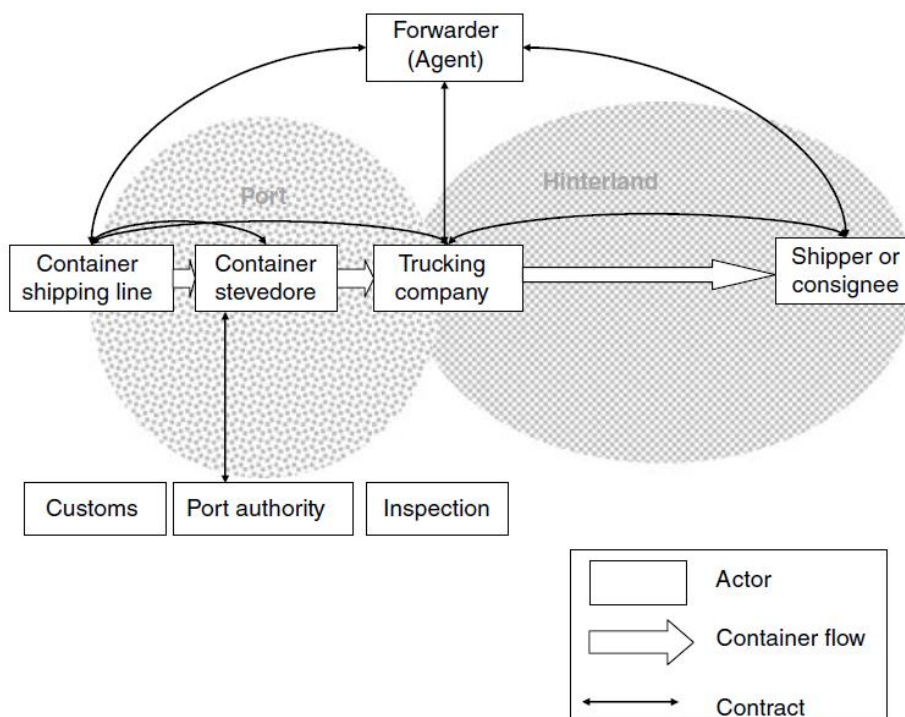 Forwarder
(Agent)
Port
Hinterland
Container
shipping line
Container
stevedore
Trucking
company
Shipper or
consignee
Customs
Port authority
Inspection
Actor
Container flow
Contract